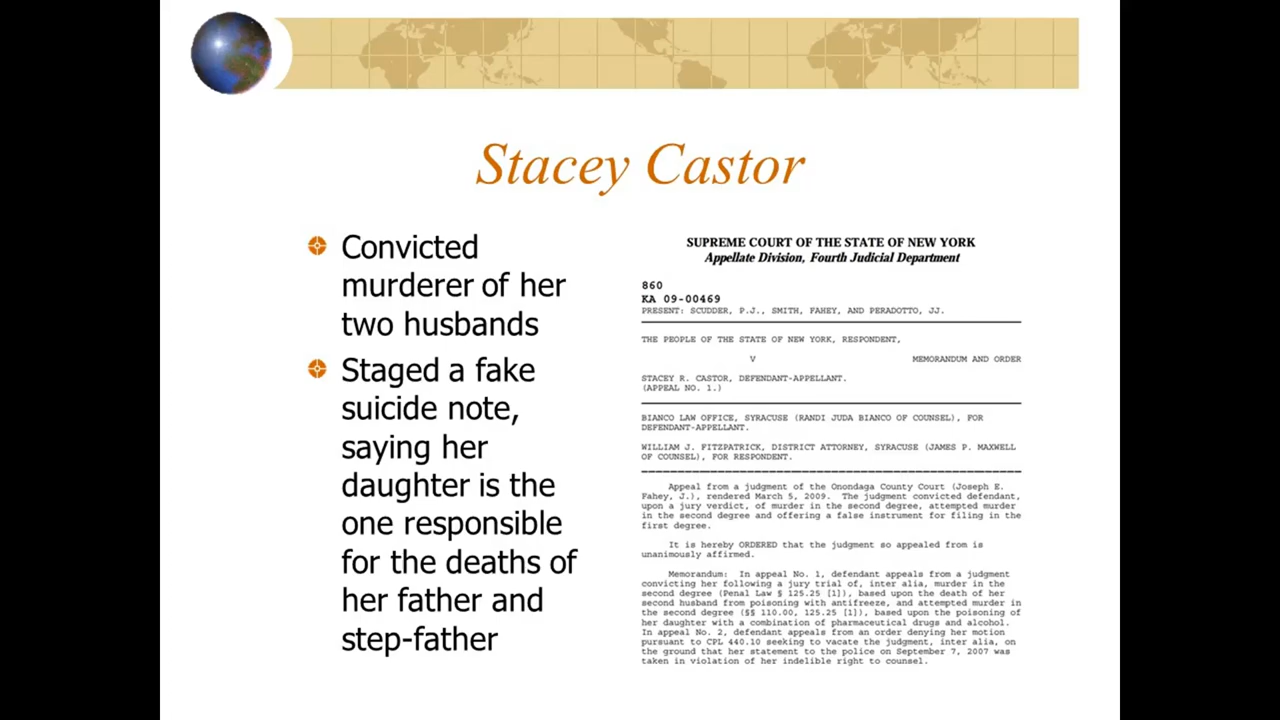 Stacey Castor
Convicted
murderer of her
two husbands
Staged a fake
suicide note,
saying her
daughter is the
one responsible
for the deaths of
her father and
step-father
SUPREME COURT OF THE STATE OF NEW YORK
Appellate Division, Fourth Judicial Department
860
KA 09-00469
PRESENT: SCUDDER, P.J., SMITH, FAHEY, AND PERADOTTO, JJ.
THE PEOPLE OF THE STATE OF NEW YORK, RESPONDENT,
V MEMORANDUM AND ORDER
STACEY R. CASTOR, DEFENDANT-APPELLANT.
(APPEAL NO. 1.)
BIANCO LAW OFFICE, SYRACUSE (RANDI JUDA BIANCO OF COUNSEL), FOR
DEFENDANT-APPELLANT.
WILLIAM J. FITZPATRICK, DISTRICT ATTORNEY, SYRACUSE (JAMES P. MAXWELL
OF COUNSEL), FOR RESPONDENT.
Appeal from a judgment of the Onondaga County Court (Joseph E.
Fahey, J.), rendered March 5, 2009. The judgment convicted defendant,
upon a jury verdict, of murder in the second degree, attempted murder
in the second degree and offering a false instrument for filing in the
first degree.
It is hereby ORDERED that the judgment so appealed from is
unanimously affirmed.
Memorandum: In appeal No. 1, defendant appeals from a judgment
convicting her following a jury trial of, inter alia, murder in the
second degree (Penal Law § 125.25 [1]), based upon the death of her
second husband from poisoning with antifreeze, and attempted murder in
the second degree (§§ 110.00, 125.25 [1]), based upon the poisoning of
her daughter with a combination of pharmaceutical drugs and alcohol.
In appeal No. 2, defendant appeals from an order denying her motion
pursuant to CPL 440.10 seeking to vacate the judgment, inter alia, on
the ground that her statement to the police on September 7, 2007 was
taken in violation of her indelible right to counsel.